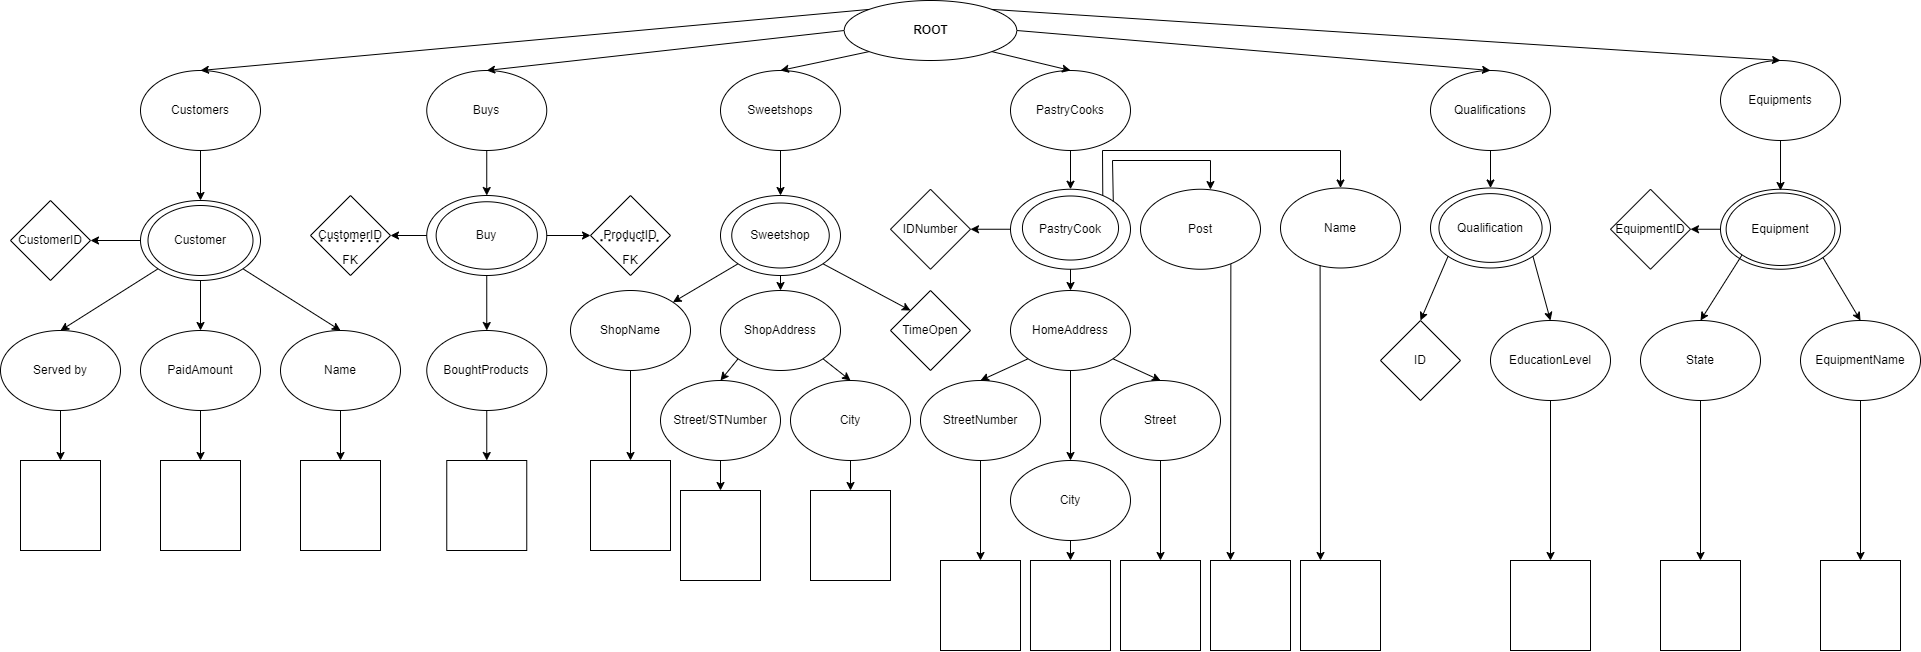 ROOT
Customers
Buys
Sweetshops
PastryCooks
Qualifications
Equipments
CustomerID
Customer
CustomerID
FK
Buy
ProductID
FK
Sweetshop
IDNumber
PastryCook
Post
Name
Qualification
EquipmentID
Equipment
Served by
PaidAmount
Name
BoughtProducts
ShopName
ShopAddress
TimeOpen
HomeAddress
ID
EducationLevel
State
EquipmentName
Street/STNumber
City
StreetNumber
Street
City